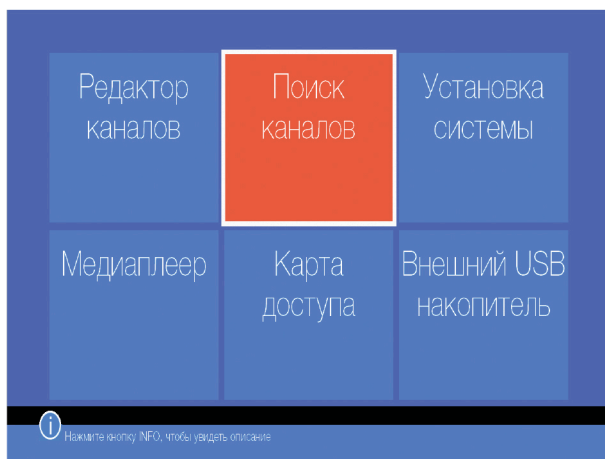 Редактор
каналов
Поиск
каналов
Установка
системы
Медиаплеер
Карта
доступа
Внешний USB
накопитель
i
Нажмите кнопку INFO, чтобы увидеть описание